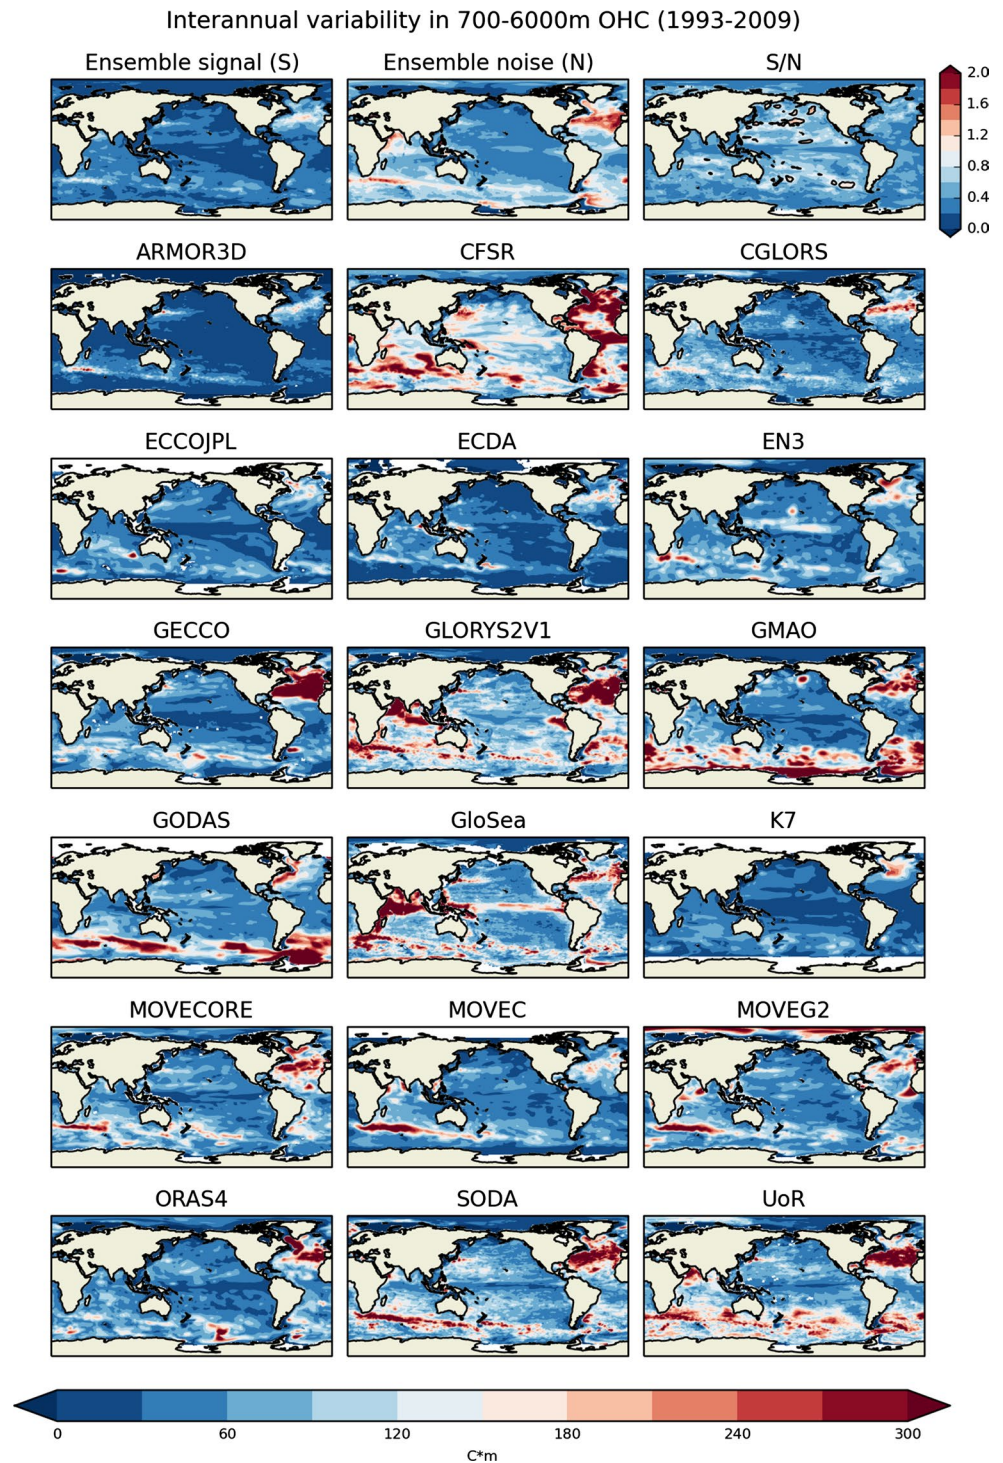 Interannual variability in 700-6000m OHC (1993-2009)
Ensemble signal (S) Ensemble noise (N) S/N
2.0
1.6
1.2
0.8
0.4
0.0
ARMOR3D CFSR CGLORS
ECCOJPL ECDA EN3
GECCO GLORYS2V1 GMAO
GODAS GloSea K7
MOVECORE MOVEC MOVEG2
ORAS4 SODA UoR
0 60 120 180 240 300
C*m